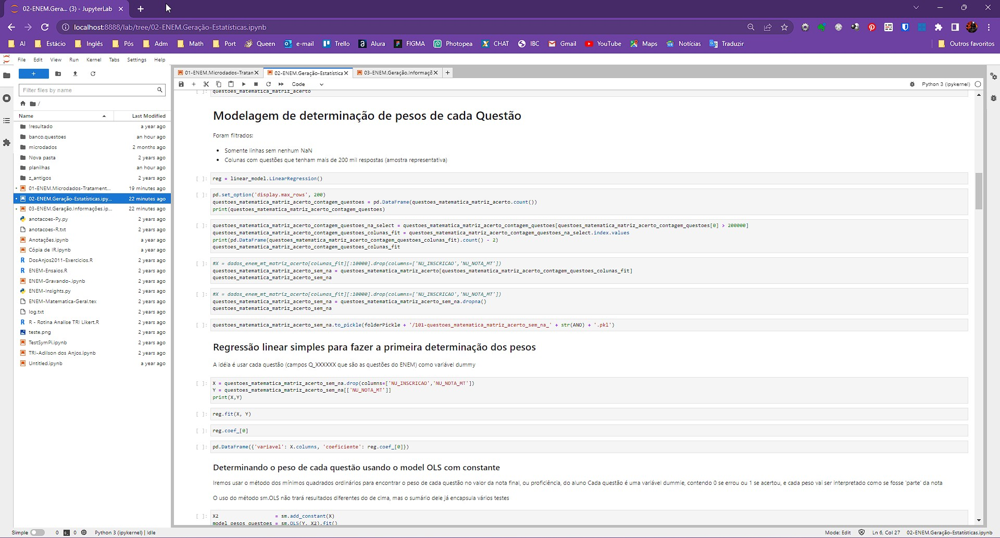 02-ENEM.Gera... (3) - JupyterLab
localhost:8888/lab/tree/02-ENEM.Geração-Estatísticas.ipynb
AI Estácio Inglês Pós Adm Math Port Queen e-mail Trello Alura FIGMA Photopea CHAT IBC Gmail YouTube Maps Notícias Traduzir Outros favoritos
File Edit View Run Kernel Tabs Settings Help
Filter files by name
/
Name Last Modified
!resultado a year ago
banco.questoes an hour ago
microdados 2 months ago
Nova pasta 2 years ago
planilhas an hour ago
z_antigos 2 years ago
01-ENEM.Microdados-Tratament... 19 minutes ago
02-ENEM.Geração-Estatísticas.ipy... 22 minutes ago
03-ENEM.Geração.Informações.ip... 22 minutes ago
anotacoes-Py.py 2 years ago
anotacoes-R.txt 2 years ago
Anotações.ipynb a year ago
Cópia de IR.ipynb a year ago
DosAnjos2011-Exercicios.R 2 years ago
ENEM-Ensaios.R 2 years ago
ENEM-Gravando-.ipynb 2 years ago
ENEM-Insights.py 2 years ago
ENEM-Matematica-Geral.tex 2 years ago
log.txt 2 years ago
R - Rotina Analise TRI Likert.R 2 years ago
teste.png 2 years ago
TestSymPi.ipynb 2 years ago
TRI-Adilson dos Anjos.ipynb 2 years ago
Untitled.ipynb a year ago
01-ENEM.Microdados-Tratan 02-ENEM.Geração-Estatística 03-ENEM.Geração.Informaçõ
Code Python 3 (ipykernel)
[ ]: questoes_matematica_matriz_acerto
Modelagem de determinação de pesos de cada Questão
Foram filtrados:
• Somente linhas sem nenhum NaN
• Colunas com questões que tenham mais de 200 mil respostas (amostra representativa)
[ ]: reg = linear_model.LinearRegression()
[ ]: pd.set_option('display.max_rows', 200)
questoes_matematica_matriz_acerto_contagem_questoes = pd.DataFrame(questoes_matematica_matriz_acerto.count())
print(questoes_matematica_matriz_acerto_contagem_questoes)
[ ]: questoes_matematica_matriz_acerto_contagem_questoes_na_select = questoes_matematica_matriz_acerto_contagem_questoes[questoes_matematica_matriz_acerto_contagem_questoes[0] > 200000]
questoes_matematica_matriz_acerto_contagem_questoes_colunas_fit = questoes_matematica_matriz_acerto_contagem_questoes_na_select.index.values
print(pd.DataFrame(questoes_matematica_matriz_acerto_contagem_questoes_colunas_fit).count() - 2)
questoes_matematica_matriz_acerto_contagem_questoes_colunas_fit
[ ]: #X = dados_enem_mt_matriz_acerto[colunas_fit][:10000].drop(columns=['NU_INSCRICAO','NU_NOTA_MT'])
questoes_matematica_matriz_acerto_sem_na = questoes_matematica_matriz_acerto[questoes_matematica_matriz_acerto_contagem_questoes_colunas_fit]
questoes_matematica_matriz_acerto_sem_na
[ ]: #X = dados_enem_mt_matriz_acerto[colunas_fit][:10000].drop(columns=['NU_INSCRICAO','NU_NOTA_MT'])
questoes_matematica_matriz_acerto_sem_na = questoes_matematica_matriz_acerto_sem_na.dropna()
questoes_matematica_matriz_acerto_sem_na
[ ]: questoes_matematica_matriz_acerto_sem_na.to_pickle(folderPickle + '/101-questoes_matematica_matriz_acerto_sem_na_' + str(ANO) + '.pkl')
Regressão linear simples para fazer a primeira determinação dos pesos
A idéia é usar cada questão (campos Q_XXXXXX que são as questões do ENEM) como variável dummy
[ ]: X = questoes_matematica_matriz_acerto_sem_na.drop(columns=['NU_INSCRICAO','NU_NOTA_MT'])
Y = questoes_matematica_matriz_acerto_sem_na[['NU_NOTA_MT']]
print(X,Y)
[ ]: reg.fit(X, Y)
[ ]: reg.coef_[0]
[ ]: pd.DataFrame({'variavel': X.columns, 'coeficiente': reg.coef_[0]})
Determinando o peso de cada questão usando o model OLS com constante
Iremos usar o método dos mínimos quadrados ordinários para encontrar o peso de cada questão no valor da nota final, ou proficiência, do aluno Cada questão é uma variável dummie, contendo 0 se errou ou 1 se acertou, e cada peso vai ser interpretado como se fosse 'parte' da nota
O uso do método sm.OLS não trará resultados diferentes do de cima, mas o sumário dele já encapsula vários testes
[ ]: X2 = sm.add_constant(X)
model_pesos_questoes = sm.OLS(Y, X2).fit()
Simple 0 0 Python 3 (ipykernel) | Idle Mode: Edit Ln 6, Col 27 02-ENEM.Geração-Estatísticas.ipynb